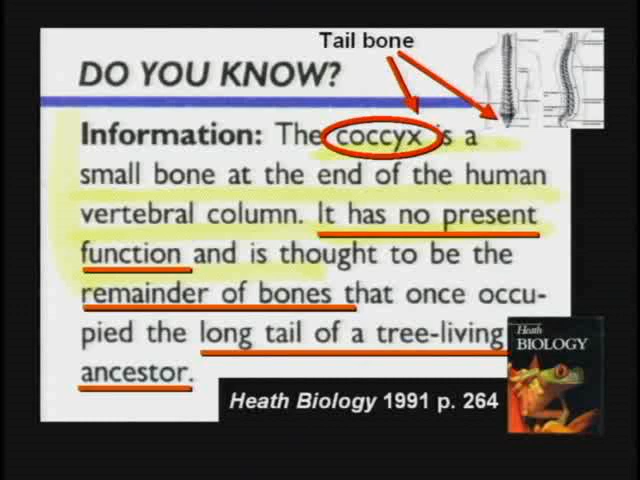 Tail bone
DO YOU KNOW?
Information: The coccyx is a
small bone at the end of the human
vertebral column. It has no present
function and is thought to be the
remainder of bones that once occu-
pied the long tail of a tree-living
ancestor.
Heath
BIOLOGY
Heath Biology 1991 p. 264